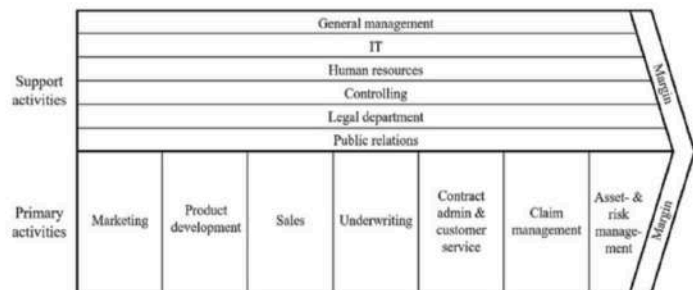 General management
IT
Human resources
Controlling
Legal department
Public relations
Support
activities
Margin
Primary
activities
Marketing
Product
development
Sales
Underwriting
Contract
admin &
customer
service
Claim
management
Asset- &
risk
manage-
ment
Margin